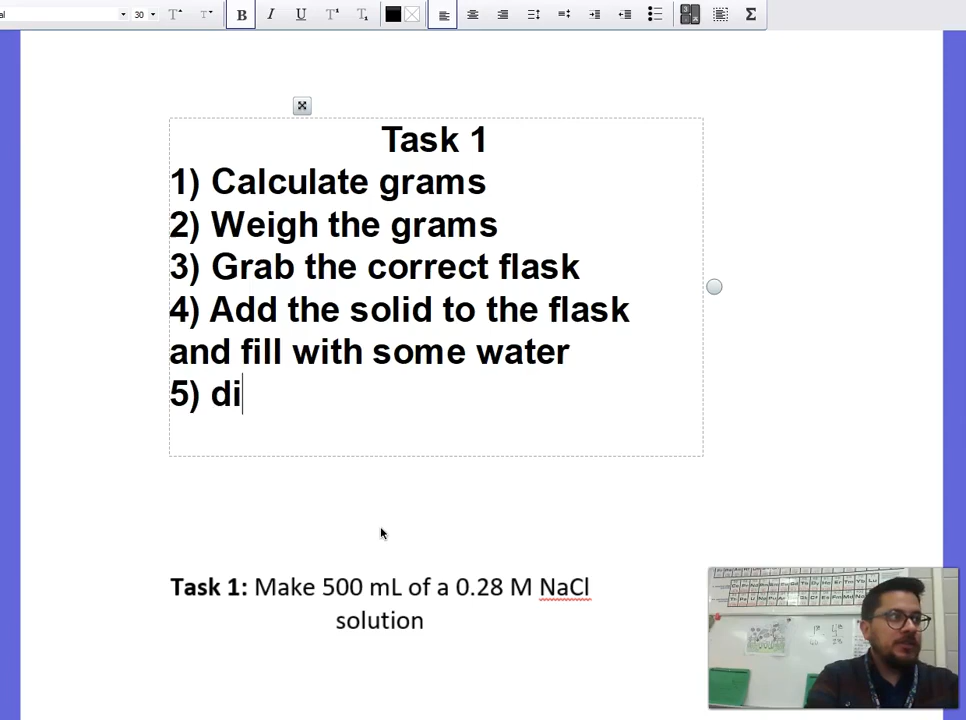 al 30 T T B I U T T Σ
Task 1
1) Calculate grams
2) Weigh the grams
3) Grab the correct flask
4) Add the solid to the flask
and fill with some water
5) di
Task 1: Make 500 mL of a 0.28 M NaCl
solution